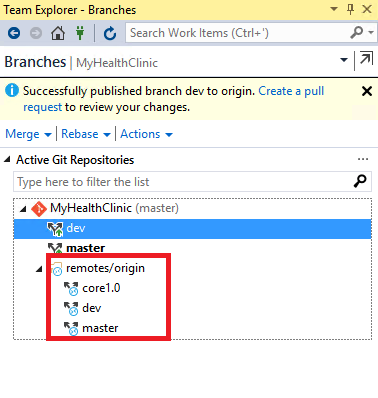 Team Explorer - Branches
Search Work Items (Ctrl+')
Branches | MyHealthClinic
Successfully published branch dev to origin. Create a pull
request to review your changes.
Merge | Rebase | Actions
Active Git Repositories
Type here to filter the list
MyHealthClinic (master)
dev
master
remotes/origin
core1.0
dev
master